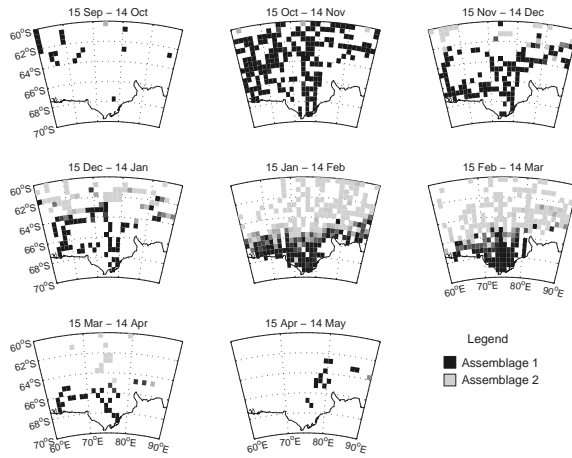 15 Sep – 14 Oct
15 Oct – 14 Nov
15 Nov – 14 Dec
60°S
62°S
64°S
66°S
68°S
70°S
15 Dec – 14 Jan
15 Jan – 14 Feb
15 Feb – 14 Mar
60°S
62°S
64°S
66°S
68°S
70°S
60°E
70°E
80°E
90°E
15 Mar – 14 Apr
15 Apr – 14 May
60°S
62°S
64°S
66°S
68°S
70°S
60°E
70°E
80°E
90°E
60°E
70°E
80°E
90°E
Legend
Assemblage 1
Assemblage 2